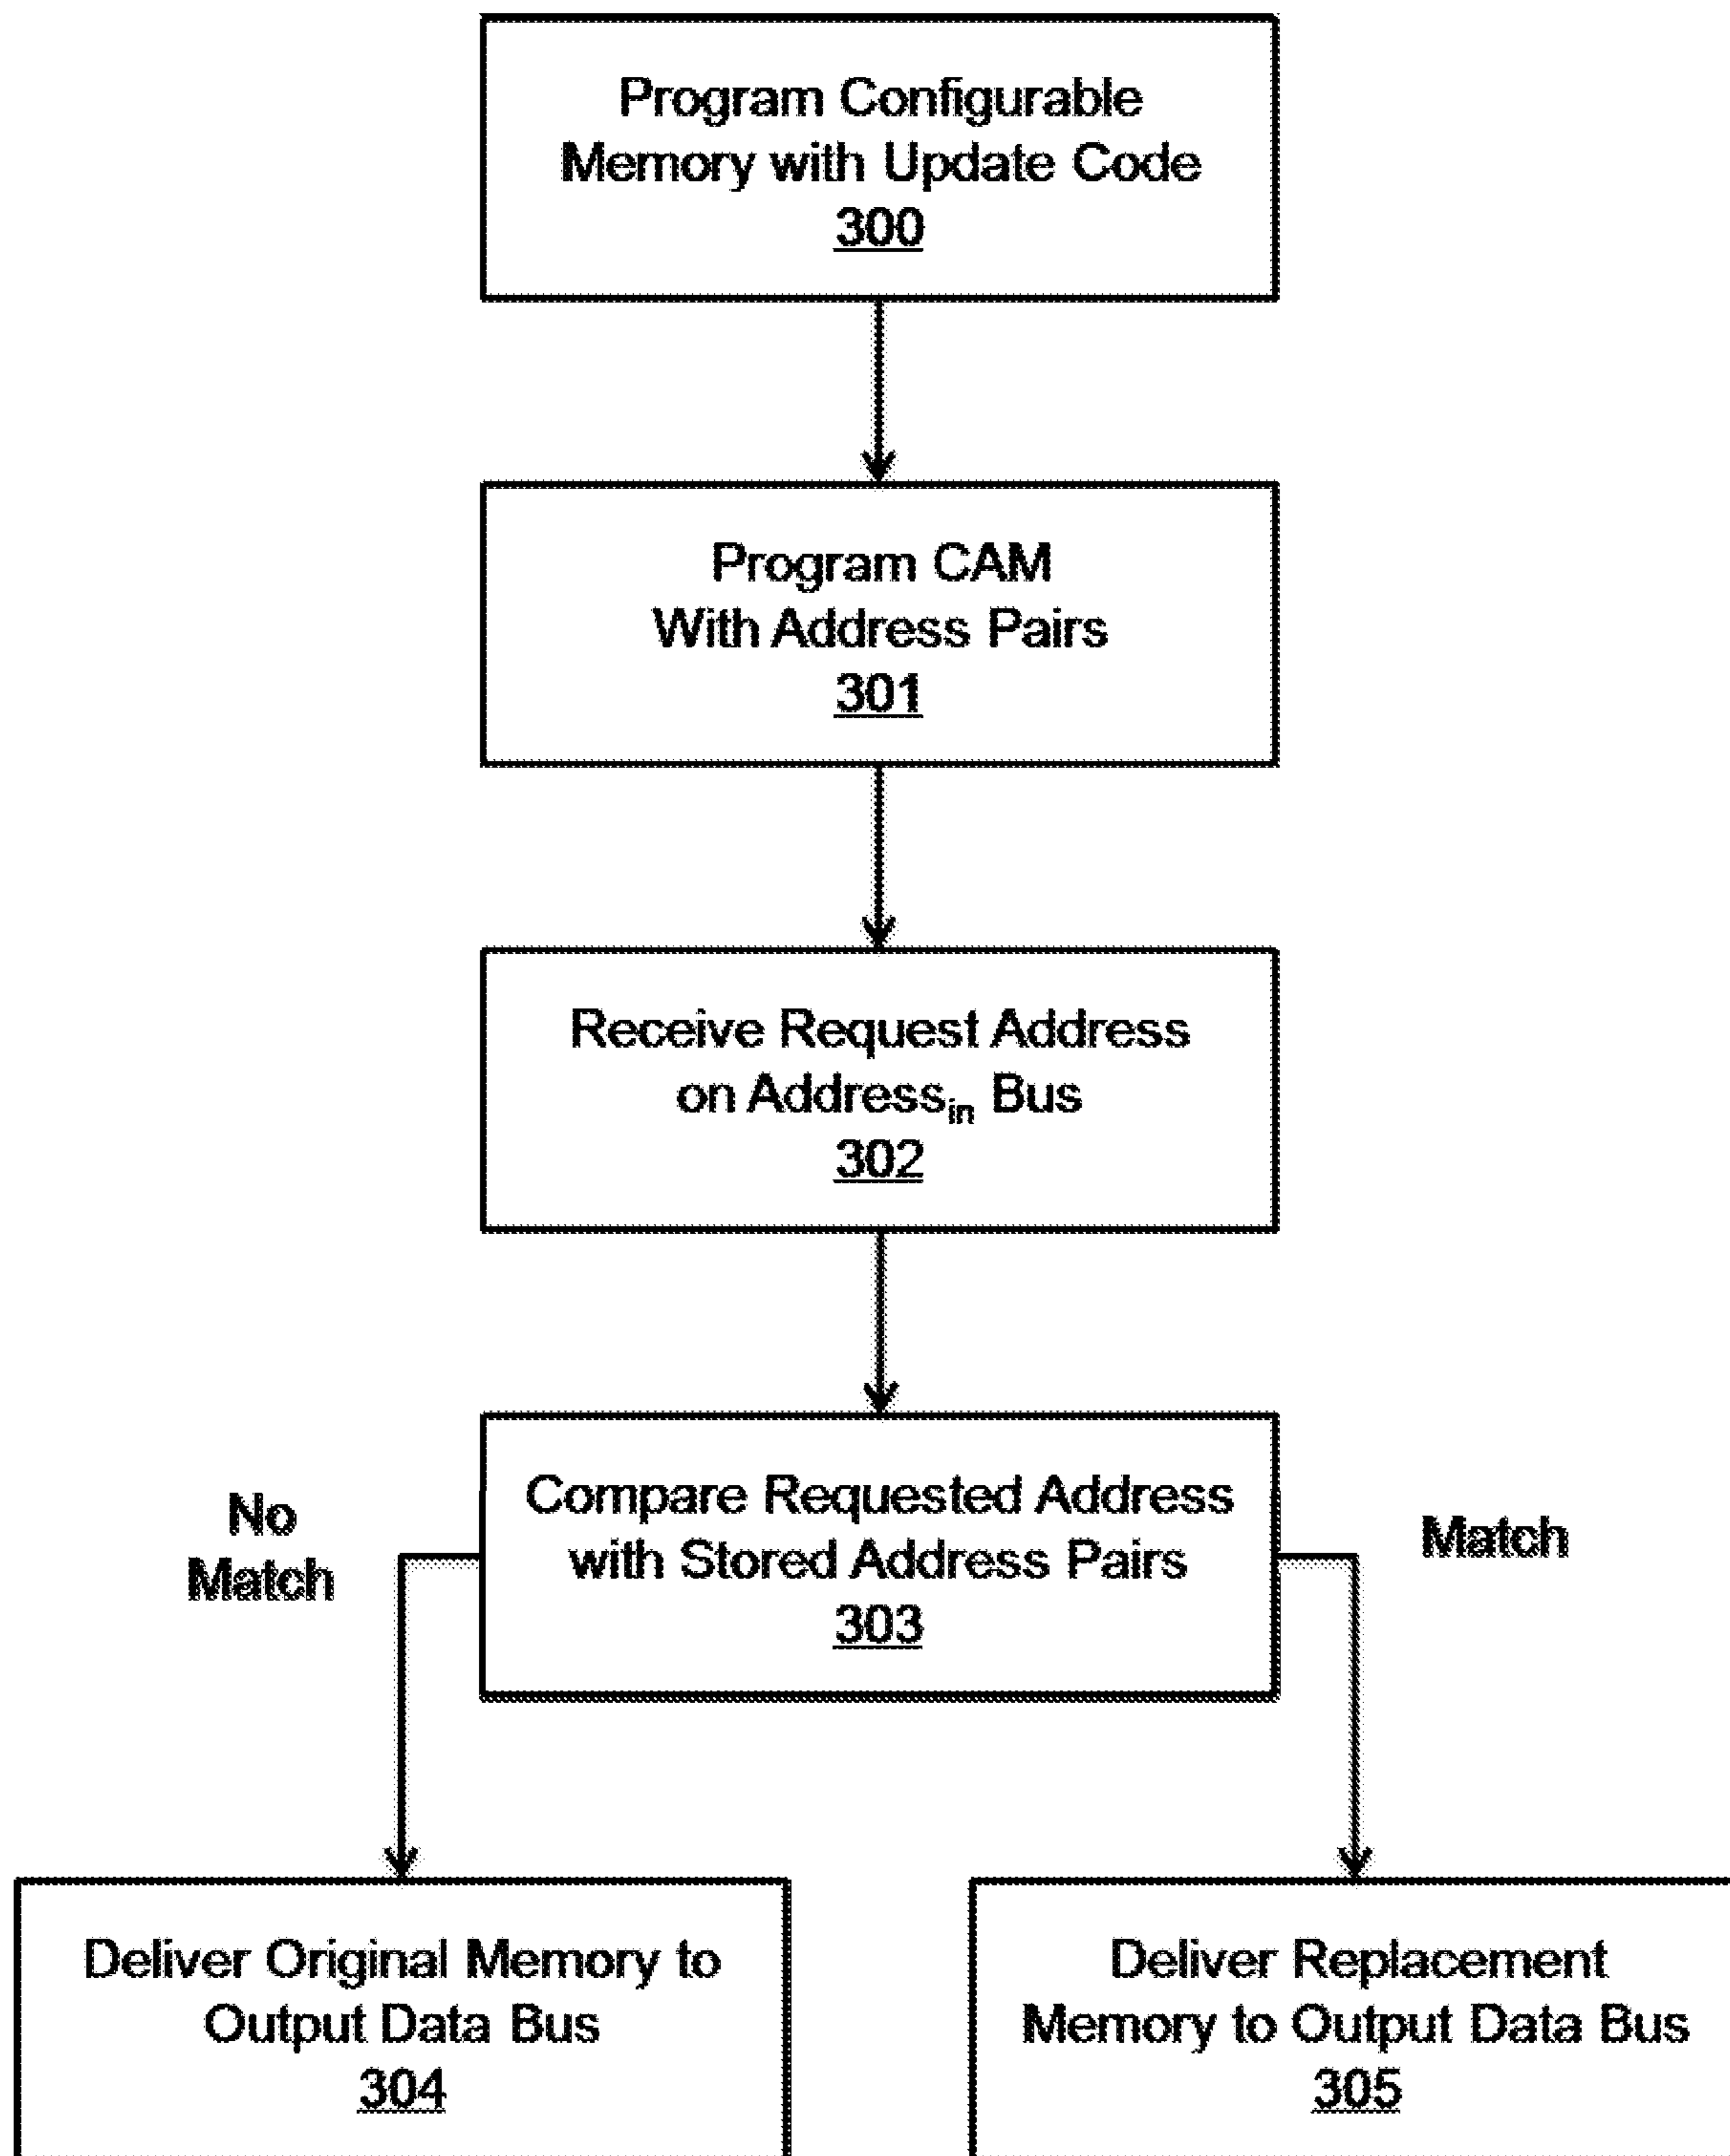 Program Configurable
Memory with Update Code
300
Program CAM
With Address Pairs
301
Receive Request Address
on Address_in Bus
302
Compare Requested Address
with Stored Address Pairs
303
No
Match
Match
Deliver Original Memory to
Output Data Bus
304
Deliver Replacement
Memory to Output Data Bus
305